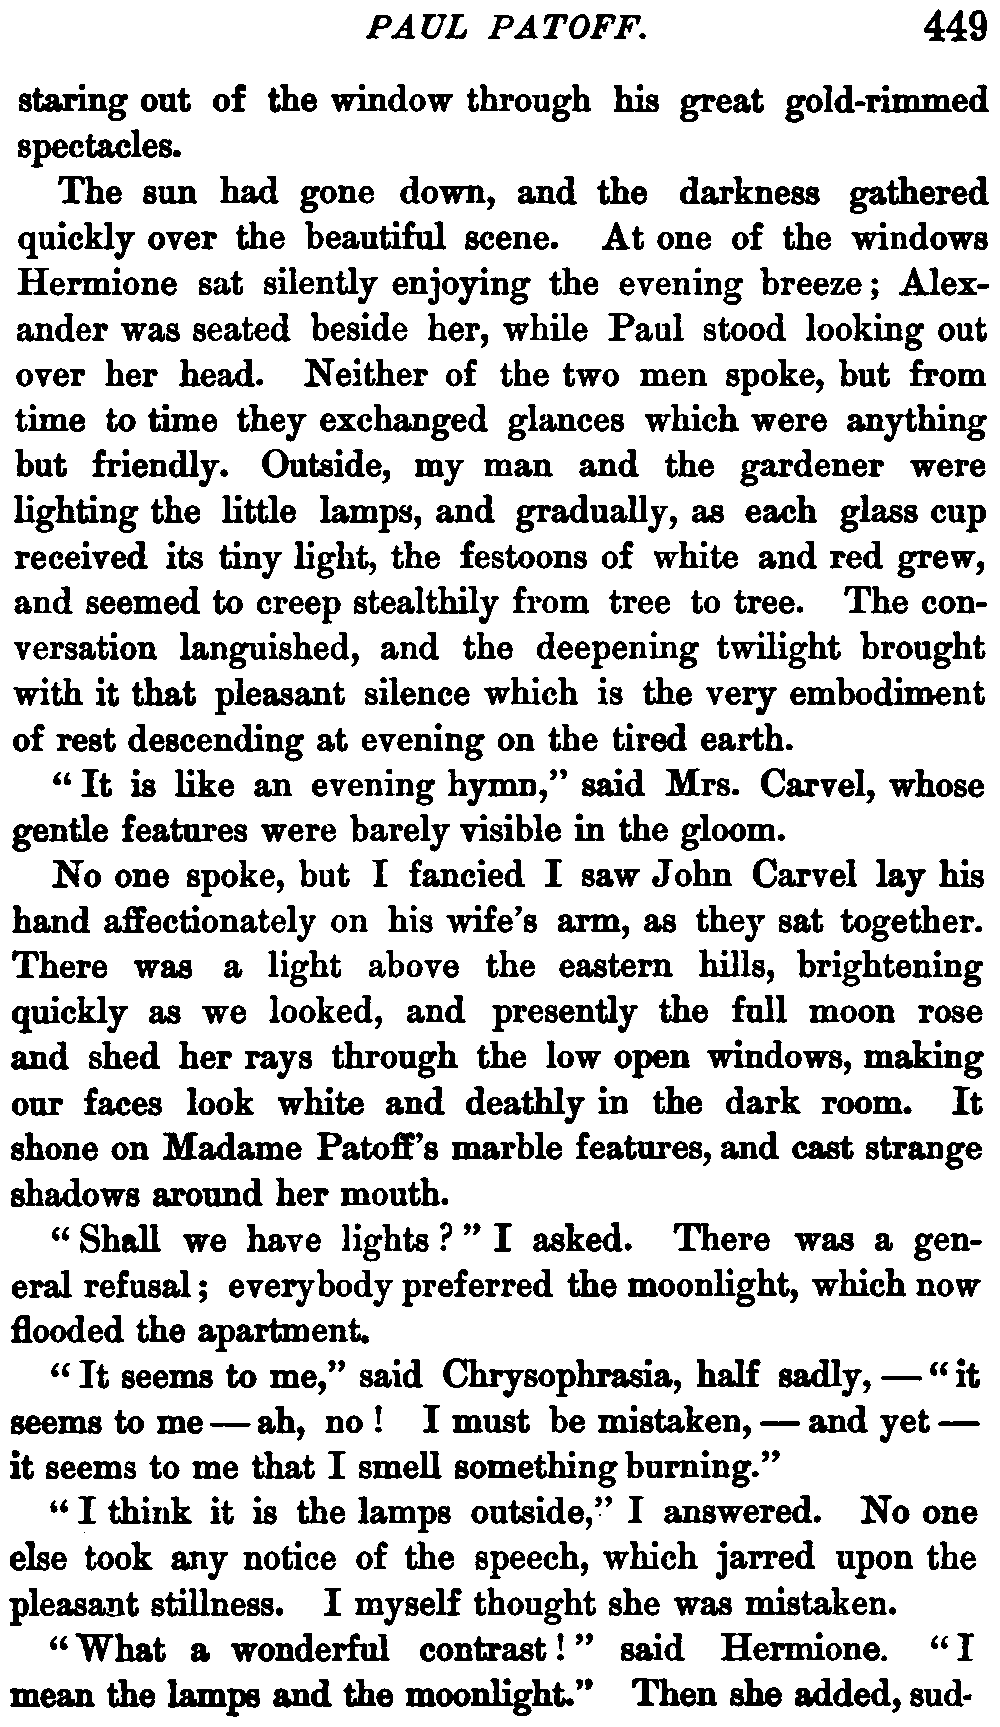 PAUL PATOFF. 449
staring out of the window through his great gold-rimmed
spectacles.
The sun had gone down, and the darkness gathered
quickly over the beautiful scene. At one of the windows
Hermione sat silently enjoying the evening breeze; Alex-
ander was seated beside her, while Paul stood looking out
over her head. Neither of the two men spoke, but from
time to time they exchanged glances which were anything
but friendly. Outside, my man and the gardener were
lighting the little lamps, and gradually, as each glass cup
received its tiny light, the festoons of white and red grew,
and seemed to creep stealthily from tree to tree. The con-
versation languished, and the deepening twilight brought
with it that pleasant silence which is the very embodiment
of rest descending at evening on the tired earth.
“It is like an evening hymn,” said Mrs. Carvel, whose
gentle features were barely visible in the gloom.
No one spoke, but I fancied I saw John Carvel lay his
hand affectionately on his wife’s arm, as they sat together.
There was a light above the eastern hills, brightening
quickly as we looked, and presently the full moon rose
and shed her rays through the low open windows, making
our faces look white and deathly in the dark room. It
shone on Madame Patoff’s marble features, and cast strange
shadows around her mouth.
“Shall we have lights?” I asked. There was a gen-
eral refusal; everybody preferred the moonlight, which now
flooded the apartment.
“It seems to me,” said Chrysophrasia, half sadly, — “it
seems to me — ah, no! I must be mistaken, — and yet —
it seems to me that I smell something burning.”
“I think it is the lamps outside,” I answered. No one
else took any notice of the speech, which jarred upon the
pleasant stillness. I myself thought she was mistaken.
“What a wonderful contrast!” said Hermione. “I
mean the lamps and the moonlight.” Then she added, sud-